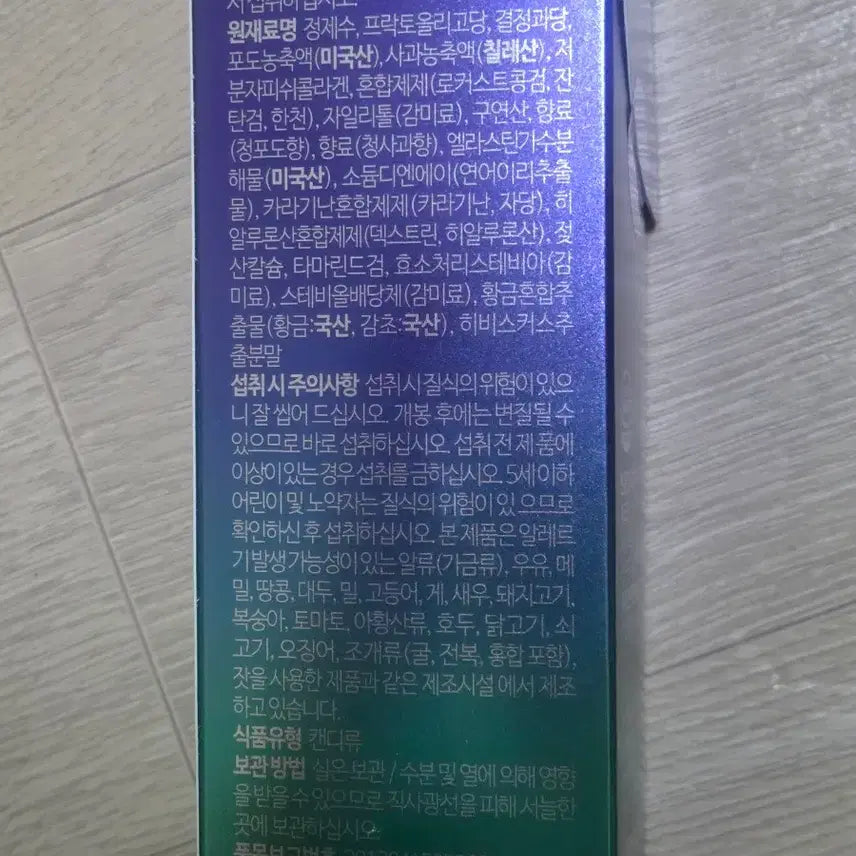 서 섭취하십시오.
원재료명 정제수, 프락토올리고당, 결정과당,
포도농축액(미국산), 사과농축액(칠레산), 저
분자피쉬콜라겐, 혼합제제(로커스트콩검, 잔
탄검, 한천), 자일리톨(감미료), 구연산, 향료
(청포도향), 향료(청사과향), 엘라스틴가수분
해물(미국산), 소듐디엔에이(연어이리추출
물), 카라기난혼합제제(카라기난, 자당), 히
알루론산혼합제제(덱스트린, 히알루론산), 젖
산칼슘, 타마린드검, 효소처리스테비아(감
미료), 스테비올배당체(감미료), 황금혼합추
출물(황금:국산, 감초:국산), 히비스커스추
출분말
섭취 시 주의사항 섭취 시 질식의 위험이 있으
니 잘 씹어 드십시오. 개봉 후에는 변질될 수
있으므로 바로 섭취하십시오. 섭취 전 제품에
이상이 있는 경우 섭취를 금하십시오. 5세 이하
어린이 및 노약자는 질식의 위험이 있 으므로
확인하신 후 섭취하십시오. 본 제품은 알레르
기 발생 가능성이 있는 알류(가금류), 우유, 메
밀, 땅콩, 대두, 밀, 고등어, 게, 새우, 돼지고기,
복숭아, 토마토, 아황산류, 호두, 닭고기, 쇠
고기, 오징어, 조개류(굴, 전복, 홍합 포함),
잣을 사용한 제품과 같은 제조시설 에서 제조
하고 있습니다.
식품유형 캔디류
보관 방법 실온 보관 / 수분 및 열에 의해 영향
을 받을 수 있으므로 직사광선을 피해 서늘한
곳에 보관하십시오.
품목보고번호